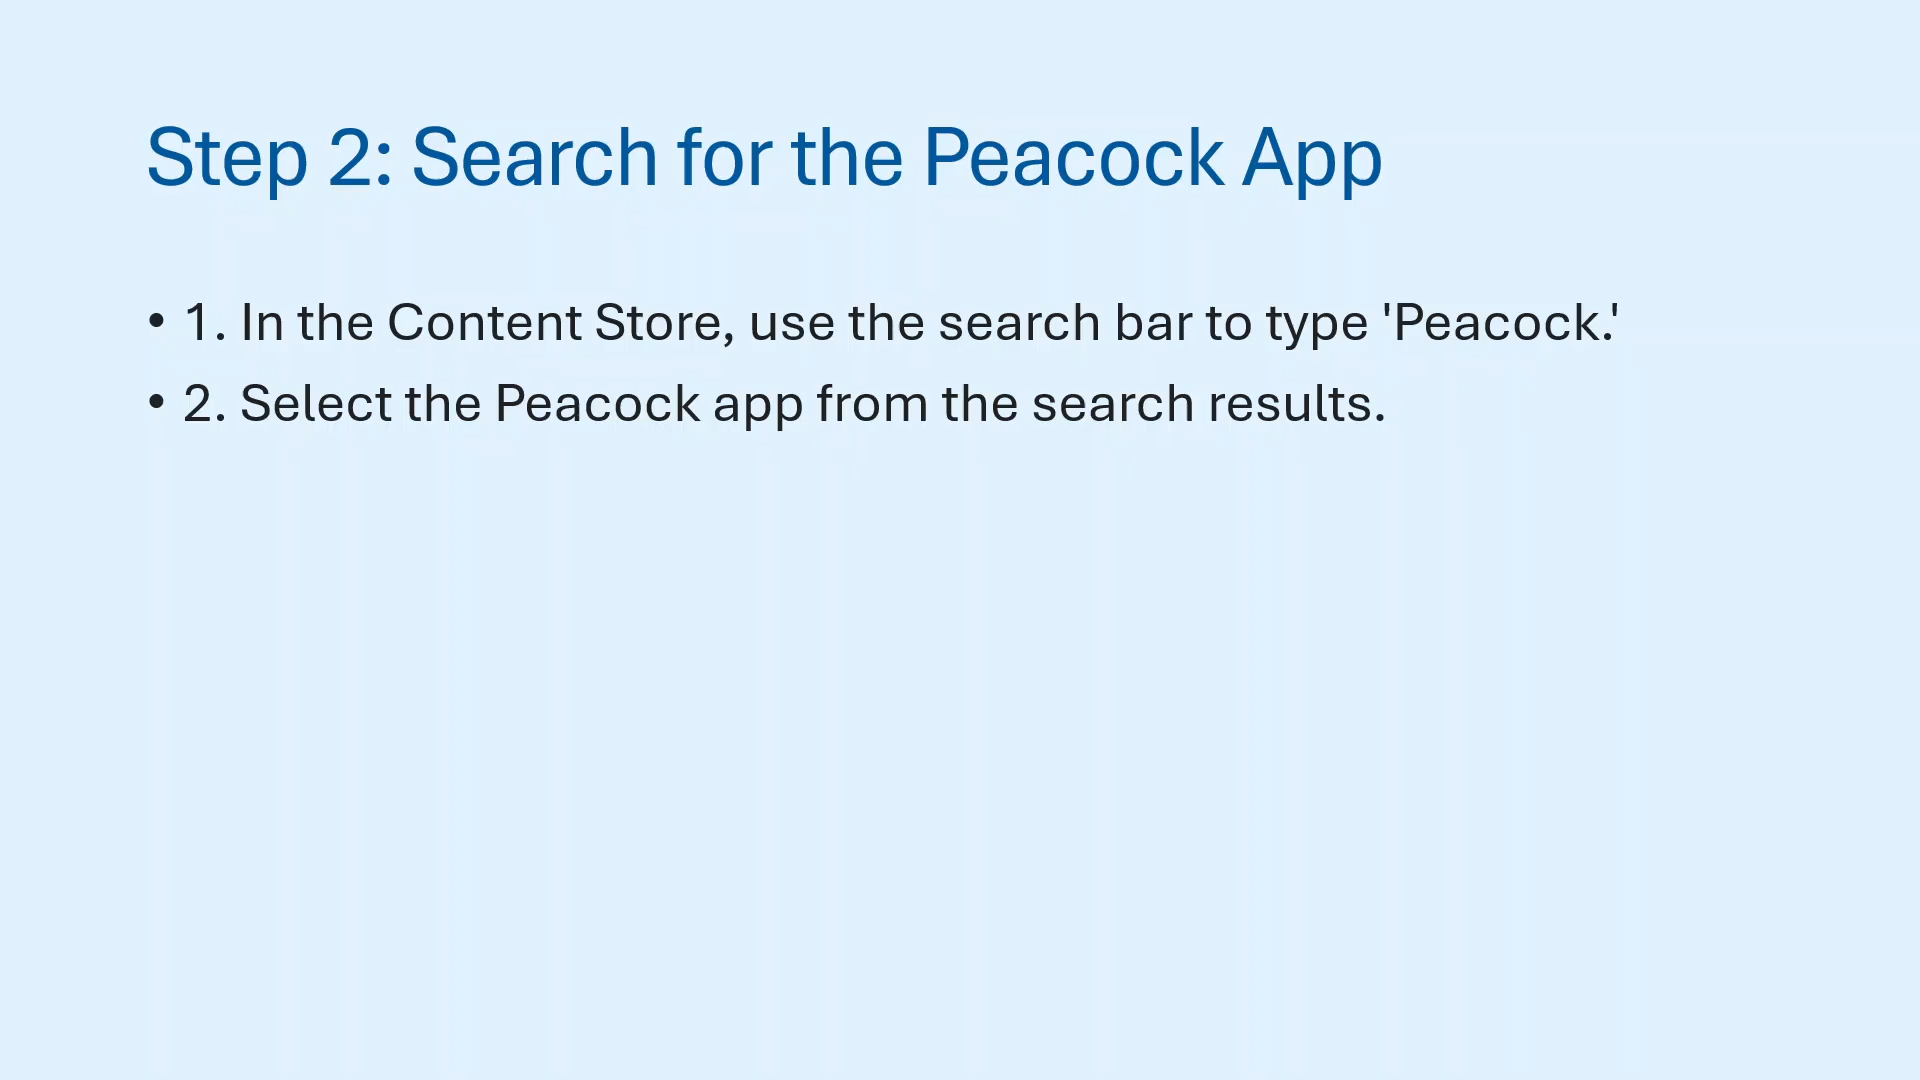 Step 2: Search for the Peacock App
• 1. In the Content Store, use the search bar to type 'Peacock.'
• 2. Select the Peacock app from the search results.